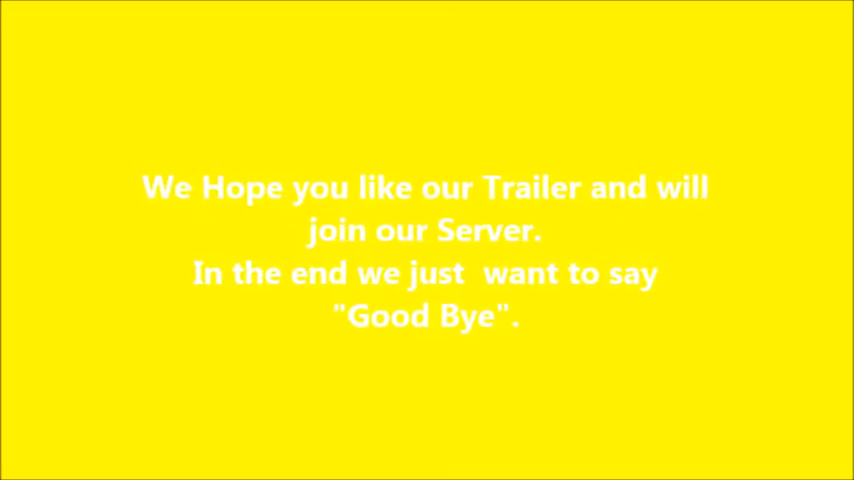 We Hope you like our Trailer and will
join our Server.
In the end we just  want to say
"Good Bye".